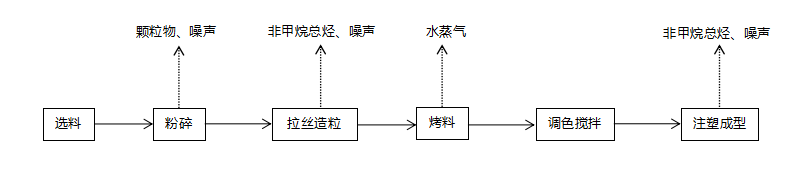 颗粒物、噪声
非甲烷总烃、噪声
水蒸气
非甲烷总烃、噪声
选料
粉碎
拉丝造粒
烤料
调色搅拌
注塑成型